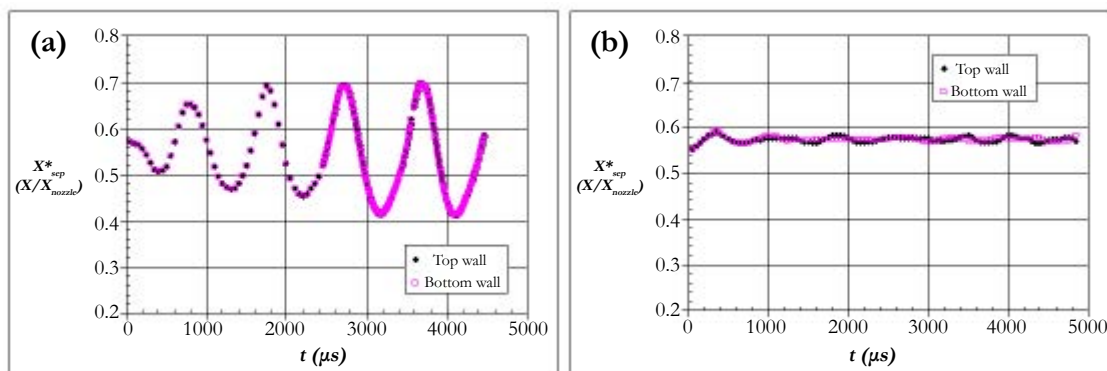 (a)
0.8
0.7
0.6
0.5
0.4
0.3
0.2
X*sep
(X/Xnozzle)
Top wall
Bottom wall
0 1000 2000 3000 4000 5000
t (μs)
(b)
0.8
0.7
0.6
0.5
0.4
0.3
0.2
X*sep
(X/Xnozzle)
Top wall
Bottom wall
0 1000 2000 3000 4000 5000
t (μs)